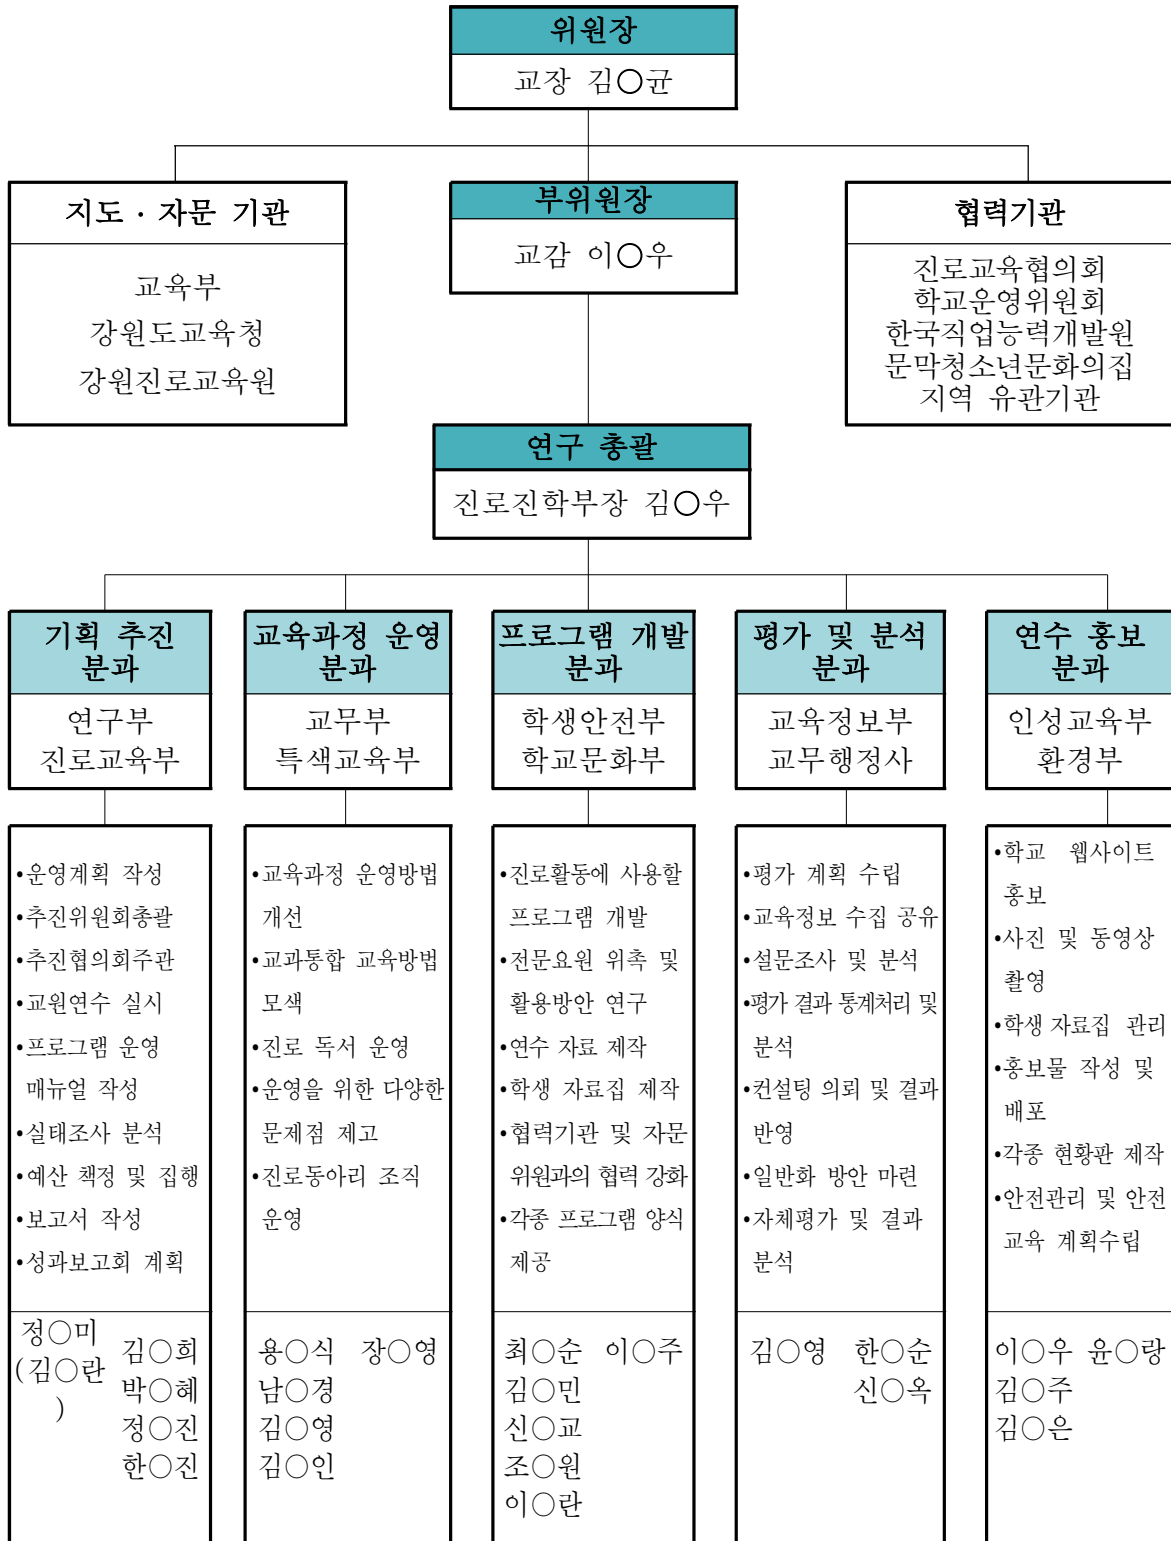 위원장
교장 김○균
지도 · 자문 기관
교육부
강원도교육청
강원진로교육원
부위원장
교감 이○우
협력기관
진로교육협의회
학교운영위원회
한국직업능력개발원
문막청소년문화의집
지역 유관기관
연구 총괄
진로진학부장 김○우
기획 추진
분과
연구부
진로교육부
•운영계획 작성
•추진위원회총괄
•추진협의회주관
•교원연수 실시
•프로그램 운영
매뉴얼 작성
•실태조사 분석
•예산 책정 및 집행
•보고서 작성
•성과보고회 계획
정○미
(김○란
)
김○희
박○혜
정○진
한○진
교육과정 운영
분과
교무부
특색교육부
•교육과정 운영방법
개선
•교과통합 교육방법
모색
•진로 독서 운영
•운영을 위한 다양한
문제점 제고
•진로동아리 조직
운영
용○식 장○영
남○경
김○영
김○인
프로그램 개발
분과
학생안전부
학교문화부
•진로활동에 사용할
프로그램 개발
•전문요원 위촉 및
활용방안 연구
•연수 자료 제작
•학생 자료집 제작
•협력기관 및 자문
위원과의 협력 강화
•각종 프로그램 양식
제공
최○순 이○주
김○민
신○교
조○원
이○란
평가 및 분석
분과
교육정보부
교무행정사
•평가 계획 수립
•교육정보 수집 공유
•설문조사 및 분석
•평가 결과 통계처리 및
분석
•컨설팅 의뢰 및 결과
반영
•일반화 방안 마련
•자체평가 및 결과
분석
김○영 한○순
신○옥
연수 홍보
분과
인성교육부
환경부
•학교 웹사이트
홍보
•사진 및 동영상
촬영
•학생 자료집 관리
•홍보물 작성 및
배포
•각종 현황판 제작
•안전관리 및 안전
교육 계획수립
이○우 윤○랑
김○주
김○은